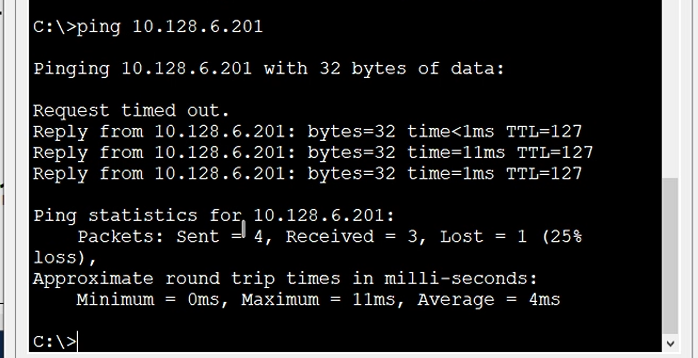 C:\>ping 10.128.6.201
Pinging 10.128.6.201 with 32 bytes of data:
Request timed out.
Reply from 10.128.6.201: bytes=32 time<1ms TTL=127
Reply from 10.128.6.201: bytes=32 time=11ms TTL=127
Reply from 10.128.6.201: bytes=32 time=1ms TTL=127
Ping statistics for 10.128.6.201:
Packets: Sent = 4, Received = 3, Lost = 1 (25%
loss),
Approximate round trip times in milli-seconds:
Minimum = 0ms, Maximum = 11ms, Average = 4ms
C:\>